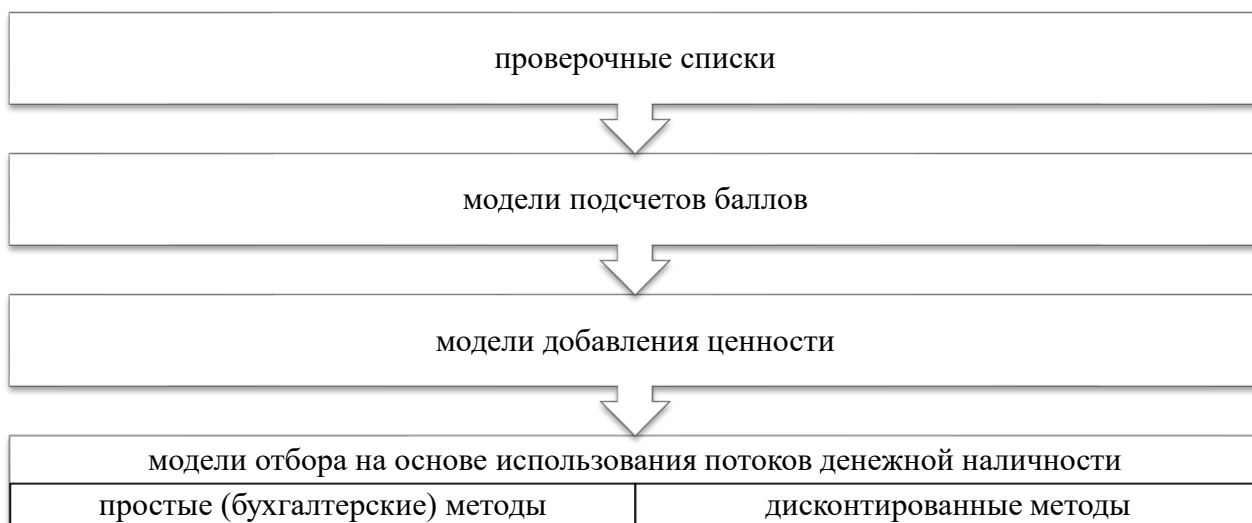 проверочные списки
модели подсчетов баллов
модели добавления ценности
модели отбора на основе использования потоков денежной наличности
простые (бухгалтерские) методы
дисконтированные методы